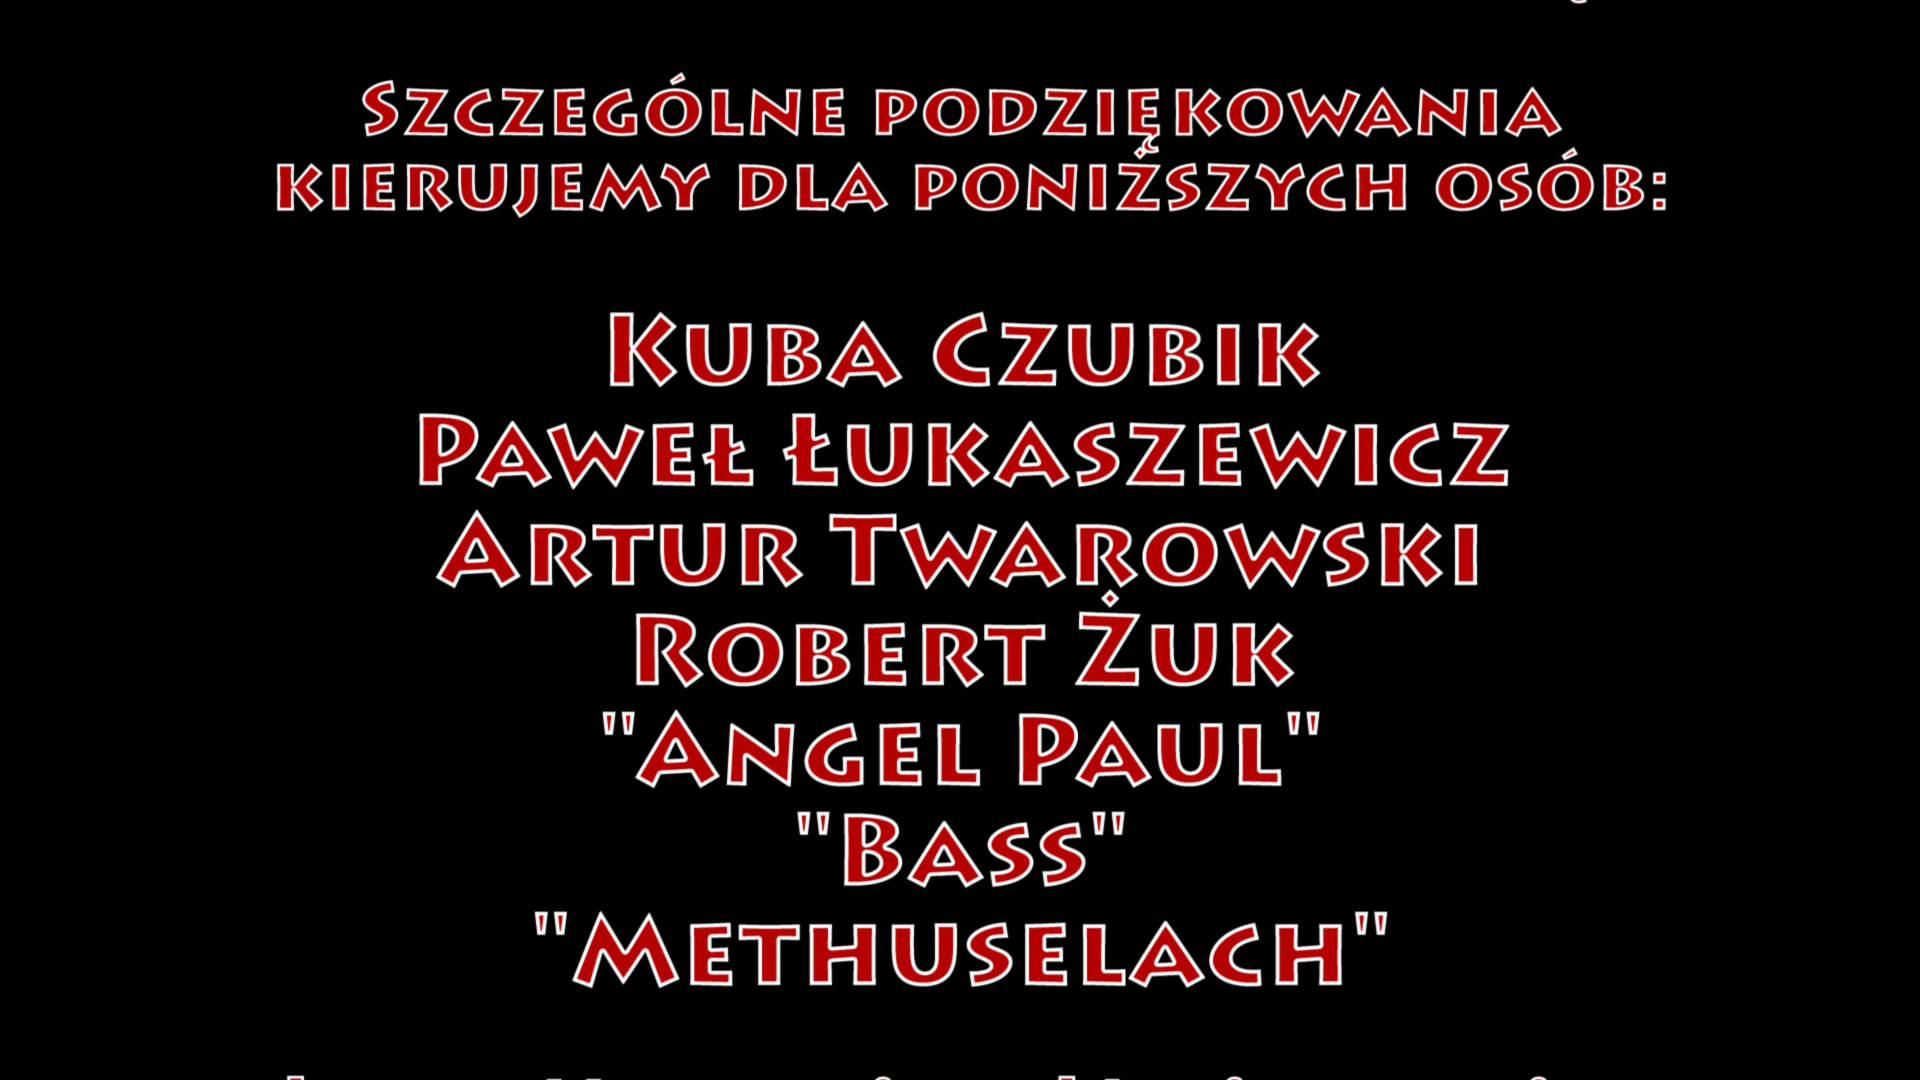 Szczególne podziękowania
kierujemy dla poniższych osób:
Kuba Czubik
Paweł Łukaszewicz
Artur Twarowski
Robert Żuk
"Angel Paul"
"Bass"
"Methuselach"